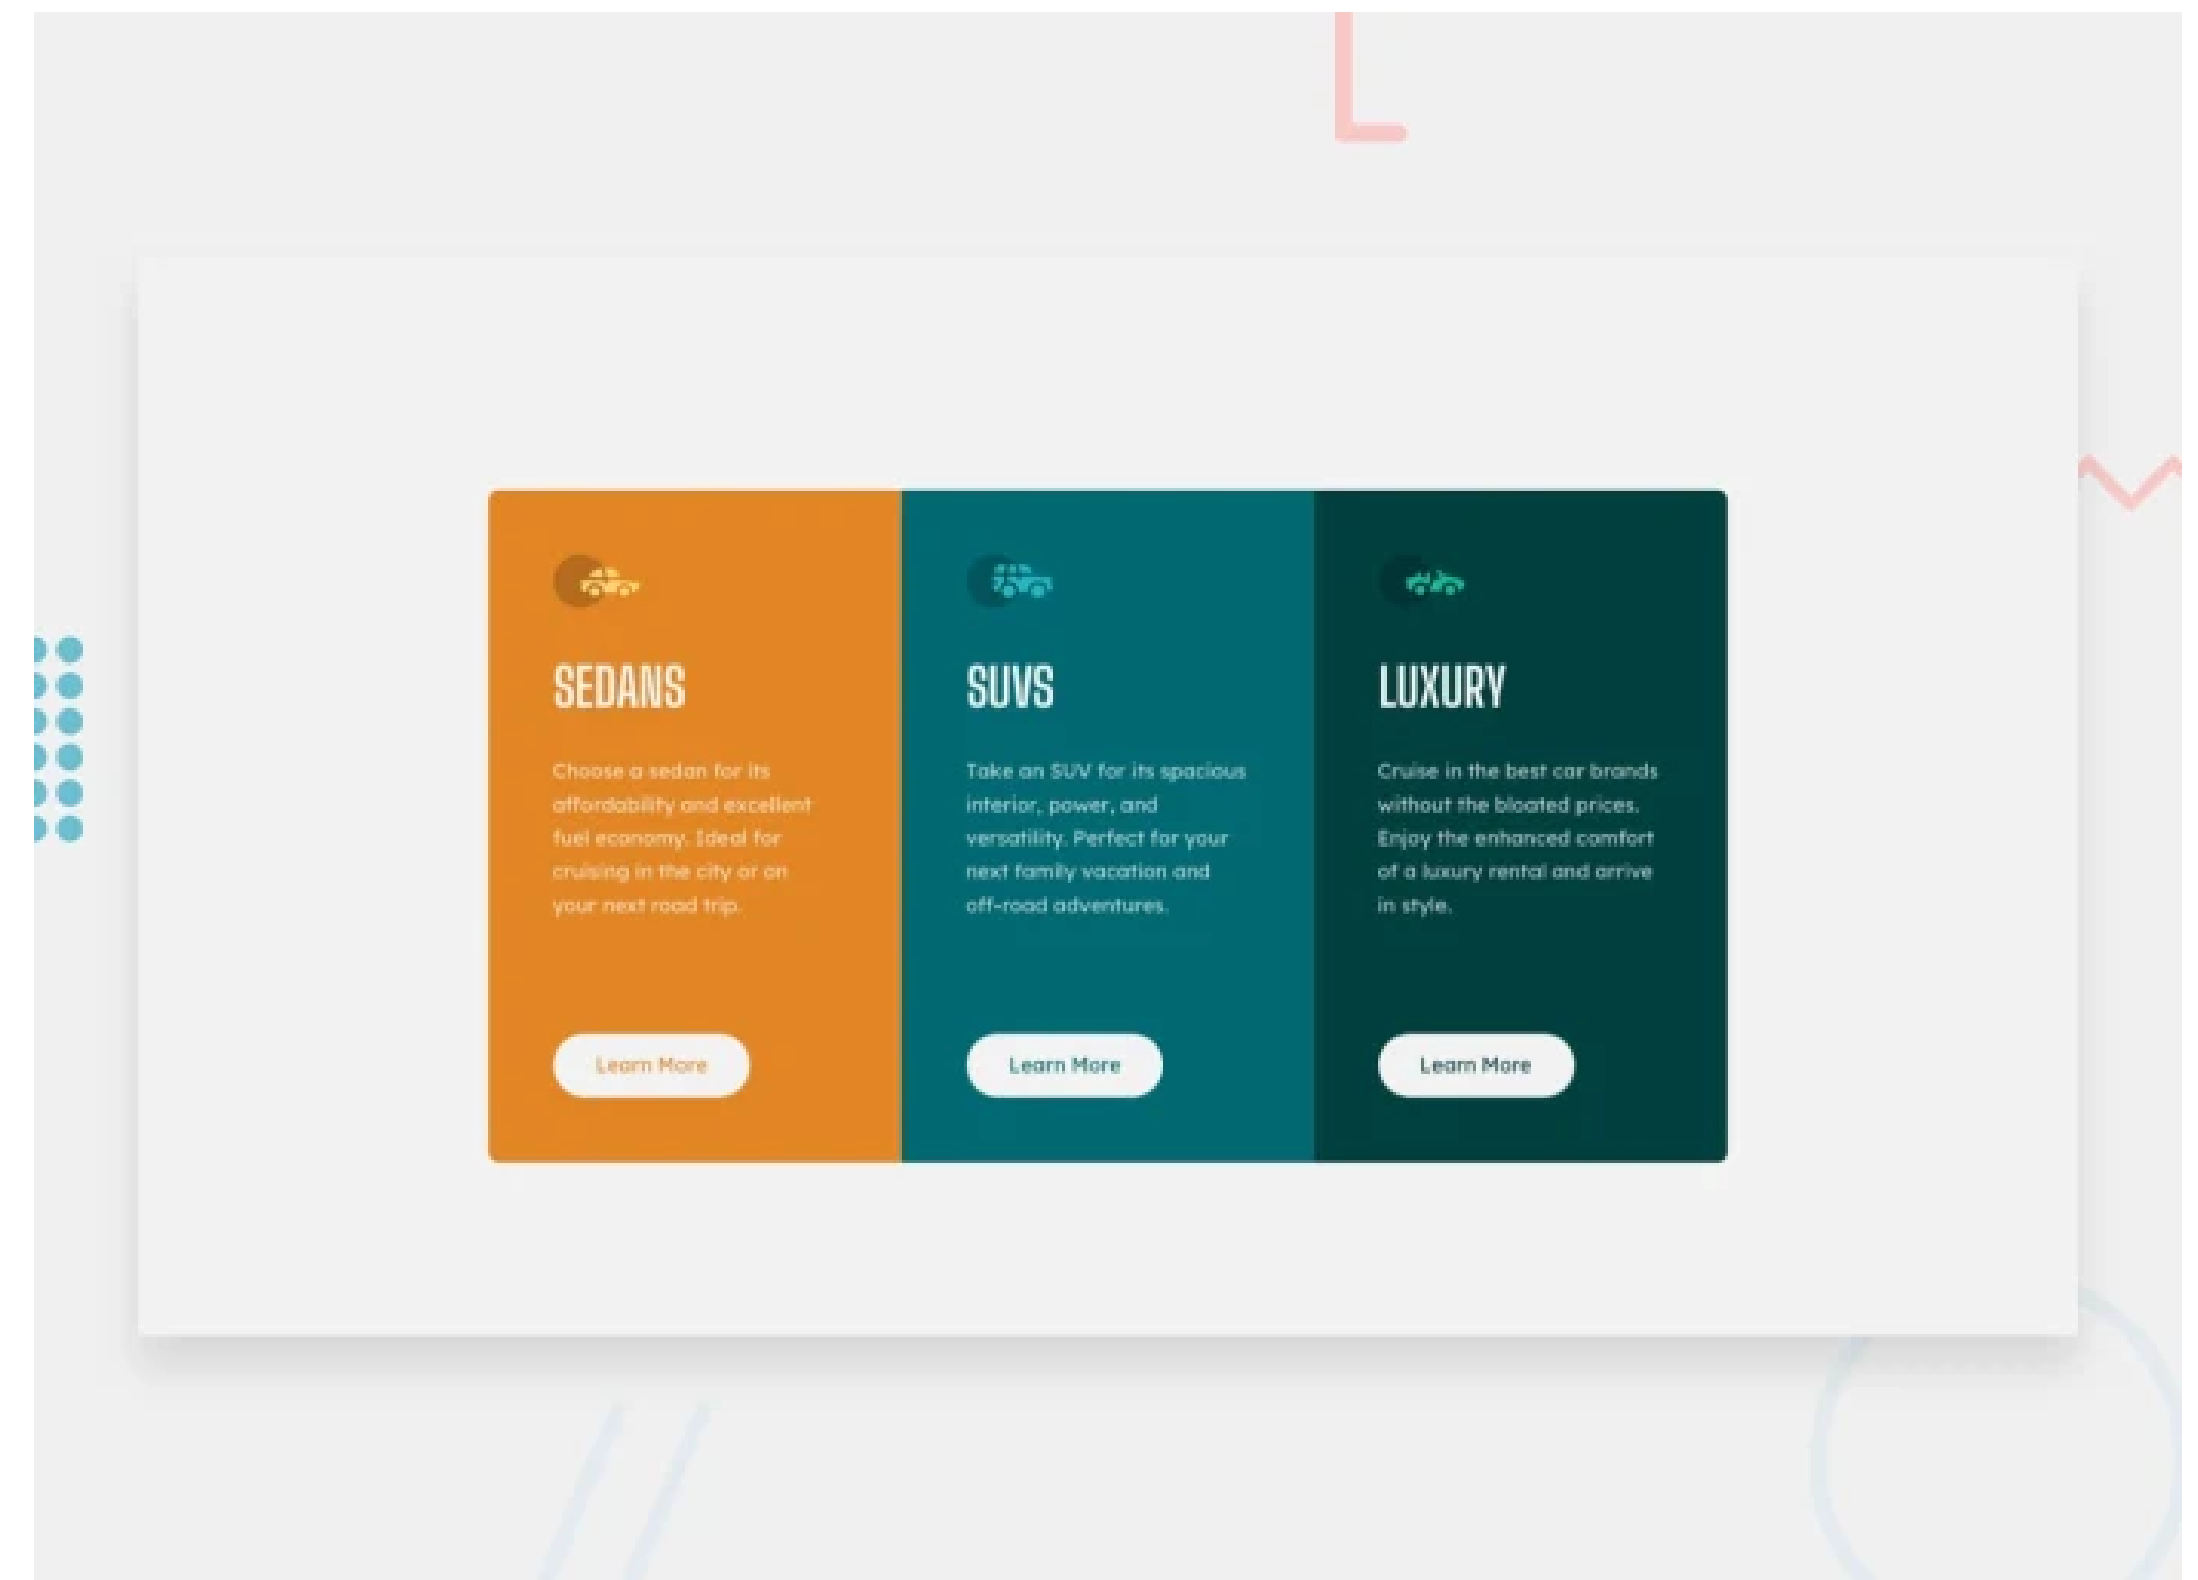 SEDANS
Choose a sedan for its
affordability and excellent
fuel economy. Ideal for
cruising in the city or on
your next road trip.
Learn More
SUVS
Take an SUV for its spacious
interior, power, and
versatility. Perfect for your
next family vacation and
off-road adventures.
Learn More
LUXURY
Cruise in the best car brands
without the bloated prices.
Enjoy the enhanced comfort
of a luxury rental and arrive
in style.
Learn More